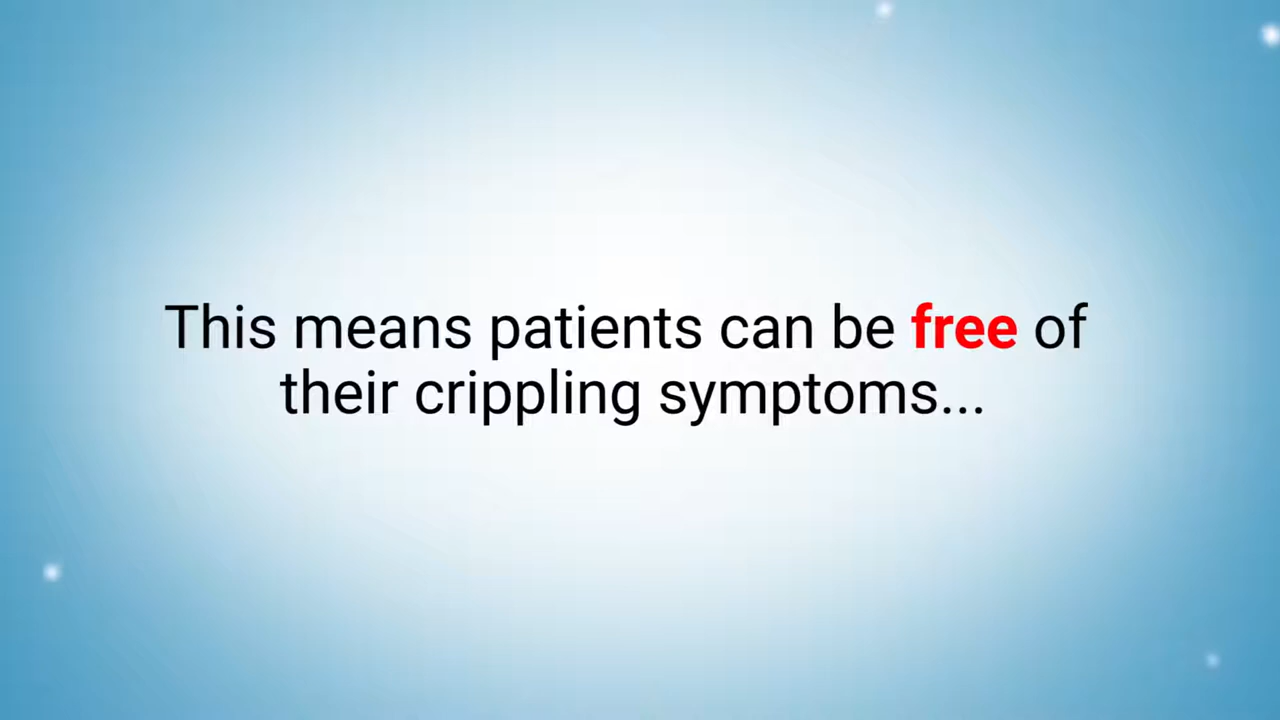 This means patients can be free of
their crippling symptoms...